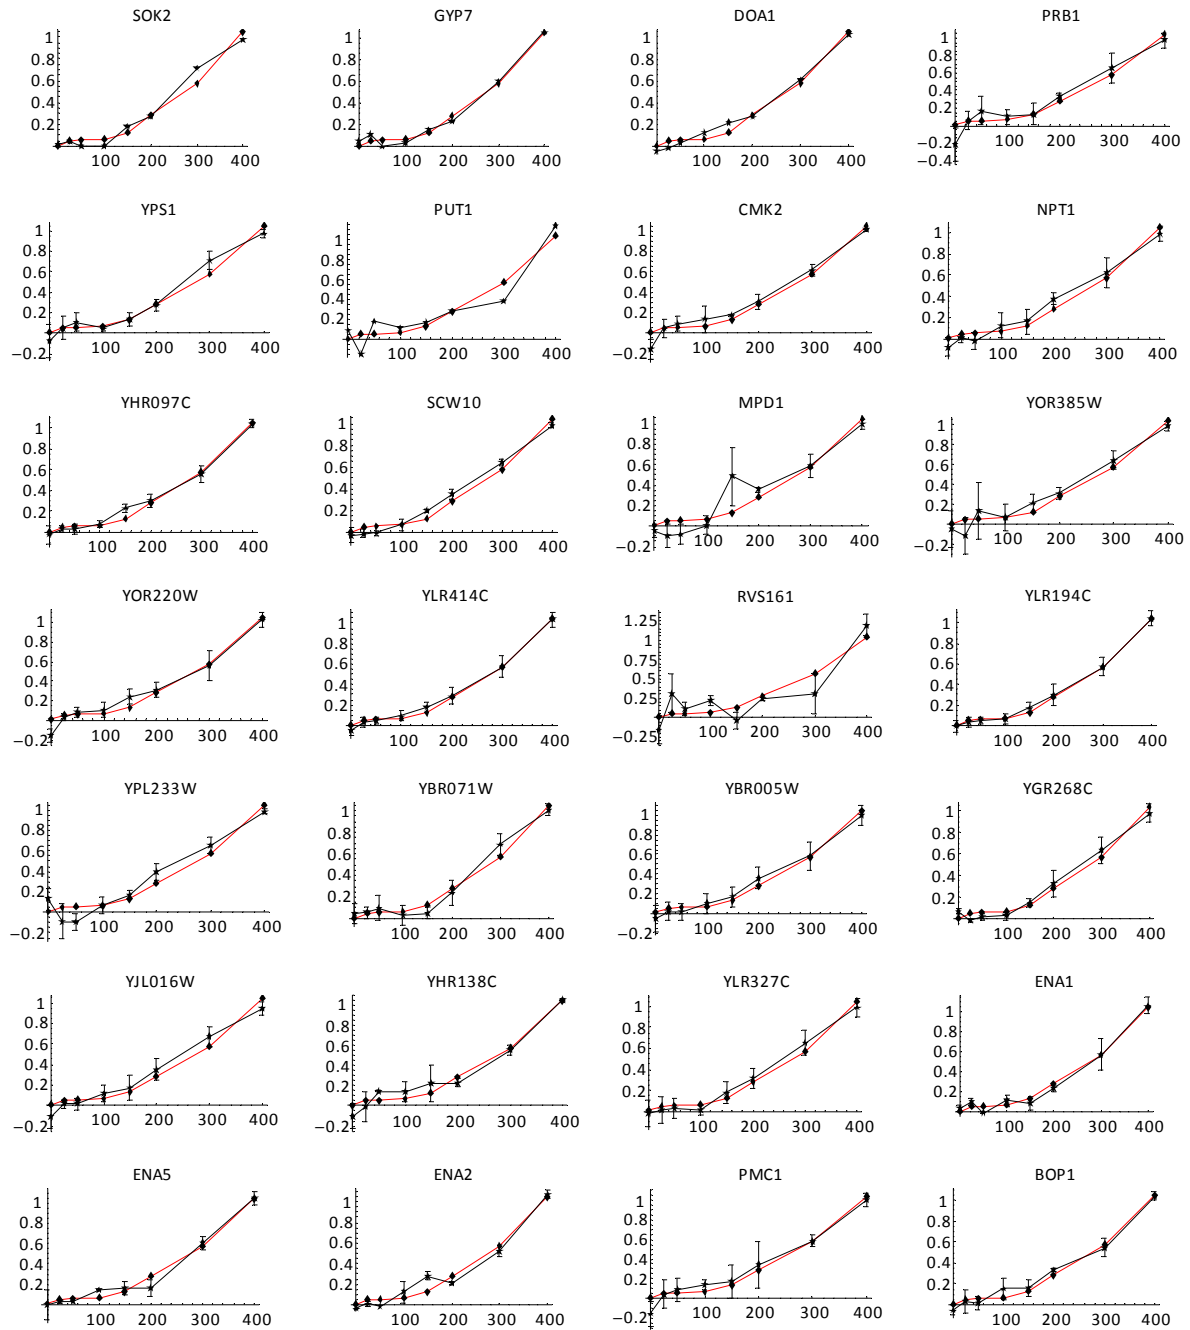 SOK2 GYP7 DOA1 PRB1
1 1 1 1
0.8 0.8 0.8 0.8
0.6 0.6 0.6 0.6
0.4 0.4 0.4 0.4
0.2 0.2 0.2 0.2
−0.2
−0.4
100 200 300 400 100 200 300 400 100 200 300 400 100 200 300 400
YPS1 PUT1 CMK2 NPT1
1 1 1 1
0.8 0.8 0.8 0.8
0.6 0.6 0.6 0.6
0.4 0.4 0.4 0.4
0.2 0.2 0.2 0.2
−0.2 −0.2
100 200 300 400 100 200 300 400 100 200 300 400 100 200 300 400
YHR097C SCW10 MPD1 YOR385W
1 1 1 1
0.8 0.8 0.8 0.8
0.6 0.6 0.6 0.6
0.4 0.4 0.4 0.4
0.2 0.2 0.2 0.2
−0.2 −0.2
100 200 300 400 100 200 300 400 100 200 300 400 100 200 300 400
YOR220W YLR414C RVS161 YLR194C
1 1 1.25 1
0.8 0.8 1 0.8
0.6 0.6 0.75 0.6
0.4 0.4 0.5 0.4
0.2 0.2 0.25 0.2
−0.2 −0.25
100 200 300 400 100 200 300 400 100 200 300 400 100 200 300 400
YPL233W YBR071W YBR005W YGR268C
1 1 1 1
0.8 0.8 0.8 0.8
0.6 0.6 0.6 0.6
0.4 0.4 0.4 0.4
0.2 0.2 0.2 0.2
−0.2
100 200 300 400 100 200 300 400 100 200 300 400 100 200 300 400
YJL016W YHR138C YLR327C ENA1
1 1 1 1
0.8 0.8 0.8 0.8
0.6 0.6 0.6 0.6
0.4 0.4 0.4 0.4
0.2 0.2 0.2 0.2
−0.2 −0.2
100 200 300 400 100 200 300 400 100 200 300 400 100 200 300 400
ENA5 ENA2 PMC1 BOP1
1 1 1 1
0.8 0.8 0.8 0.8
0.6 0.6 0.6 0.6
0.4 0.4 0.4 0.4
0.2 0.2 0.2 0.2
−0.2
100 200 300 400 100 200 300 400 100 200 300 400 100 200 300 400